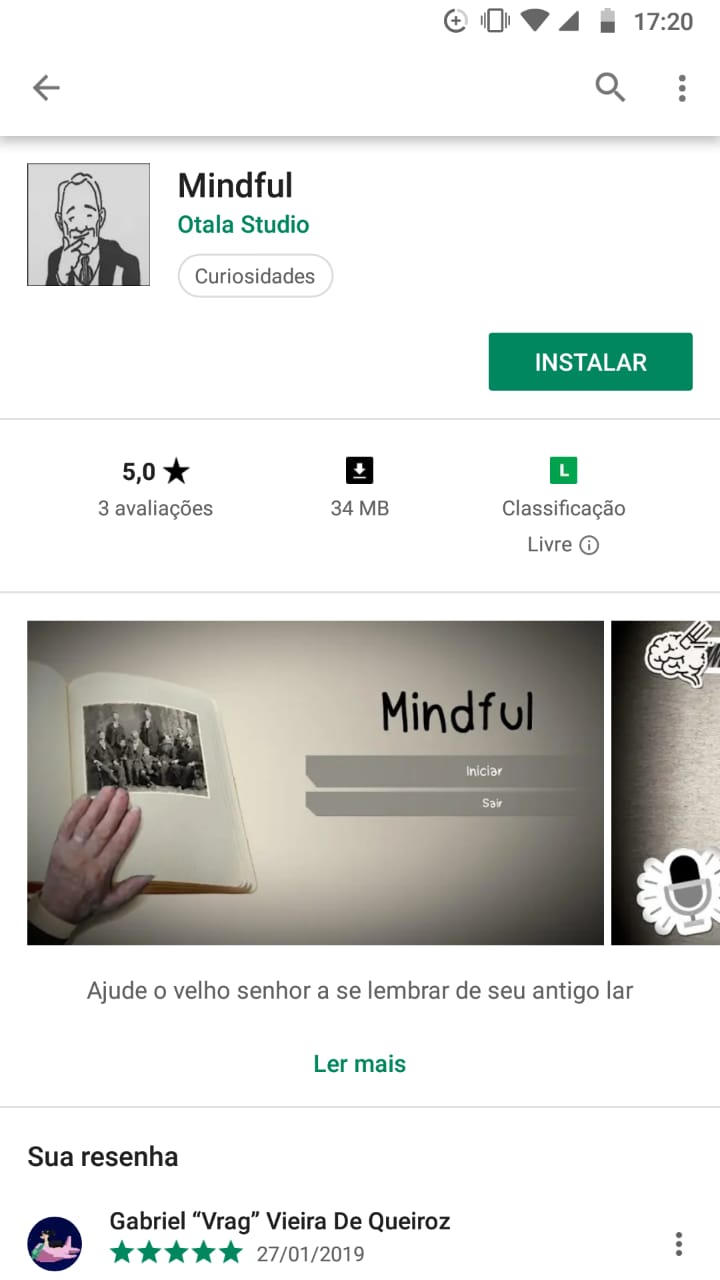 17:20
Mindful
Otala Studio
Curiosidades
INSTALAR
5,0 ★
3 avaliações
34 MB
L
Classificação
Livre
Mindful
Iniciar
Sair
Ajude o velho senhor a se lembrar de seu antigo lar
Ler mais
Sua resenha
Gabriel “Vrag” Vieira De Queiroz
27/01/2019